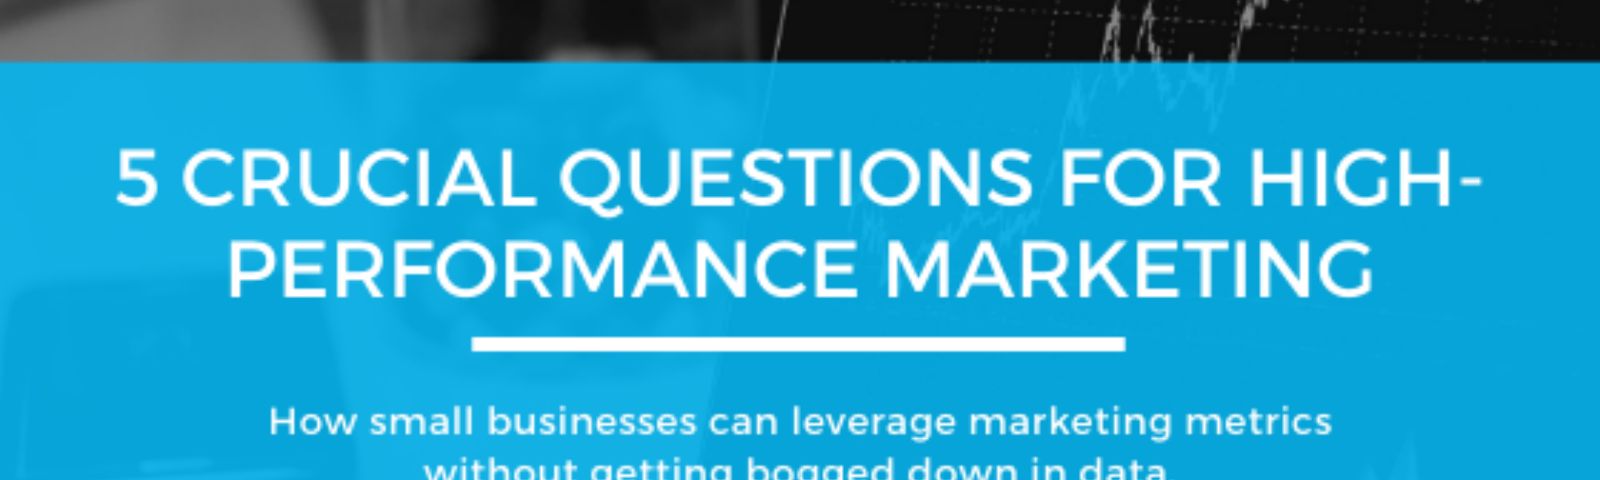 5 CRUCIAL QUESTIONS FOR HIGH-
PERFORMANCE MARKETING
How small businesses can leverage marketing metrics
without getting bogged down in data